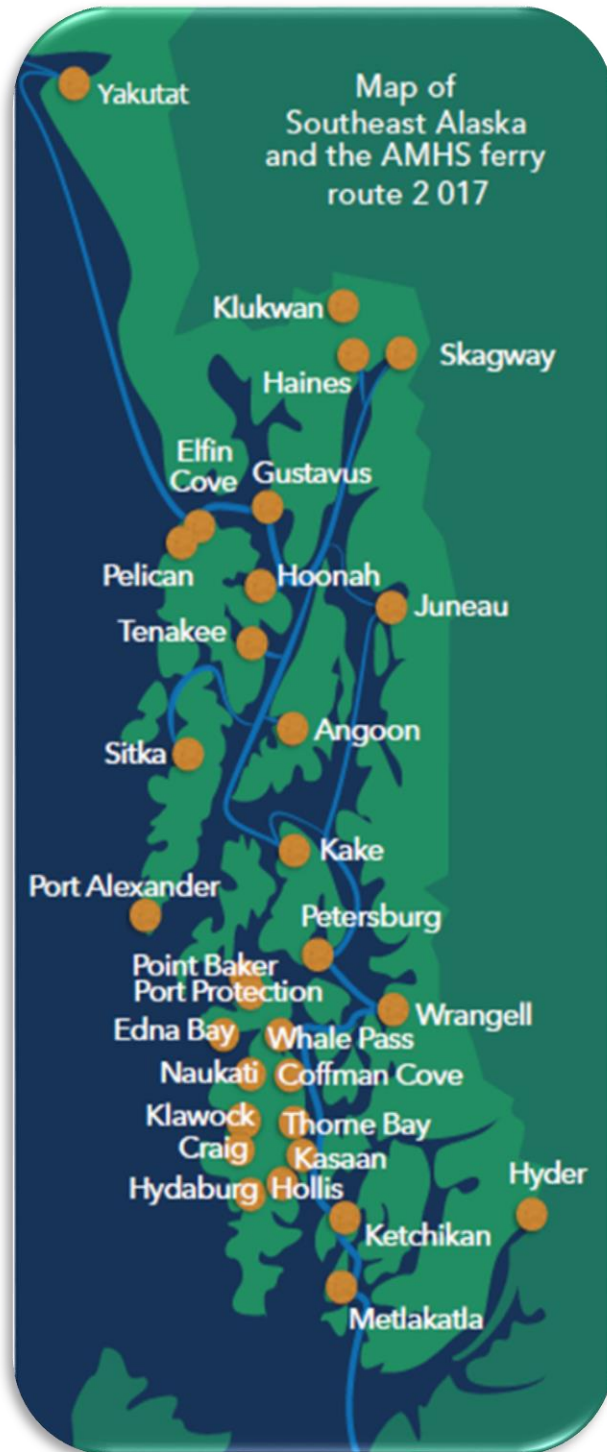 Map of
Southeast Alaska
and the AMHS ferry
route 2 017
Yakutat
Klukwan
Skagway
Haines
Elfin
Cove
Gustavus
Pelican
Hoonah
Juneau
Tenakee
Angoon
Sitka
Kake
Port Alexander
Petersburg
Point Baker
Port Protection
Wrangell
Edna Bay
Whale Pass
Naukati
Coffman Cove
Klawock
Thorne Bay
Craig
Kasaan
Hyder
Hydaburg
Hollis
Ketchikan
Metlakatla